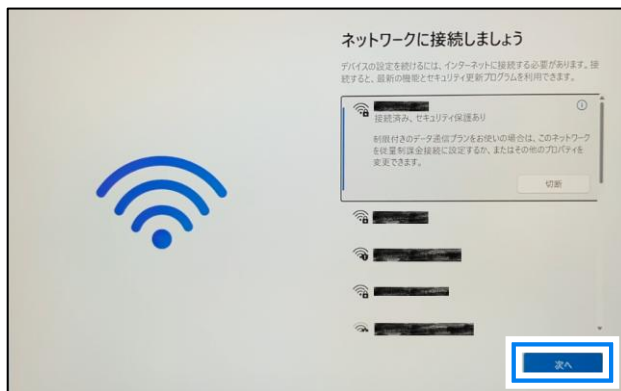 ネットワークに接続しましょう
デバイスの設定を続けるには、インターネットに接続する必要があります。接
続すると、最新の機能とセキュリティ更新プログラムを利用できます。
接続済み、セキュリティ保護あり
制限付きのデータ通信プランをお使いの場合は、このネットワーク
を従量制課金接続に設定するか、またはその他のプロパティを
変更できます。
切断
次へ